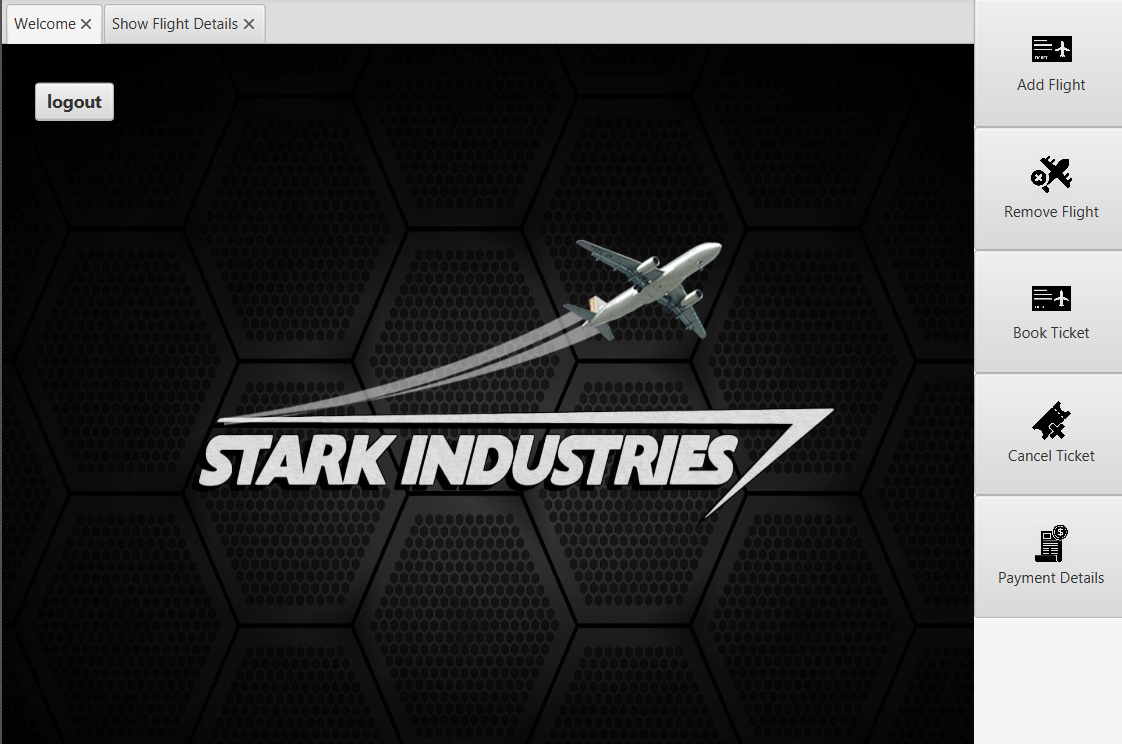 Welcome
Show Flight Details
logout
STARK INDUSTRIES
Add Flight
Remove Flight
Book Ticket
Cancel Ticket
Payment Details